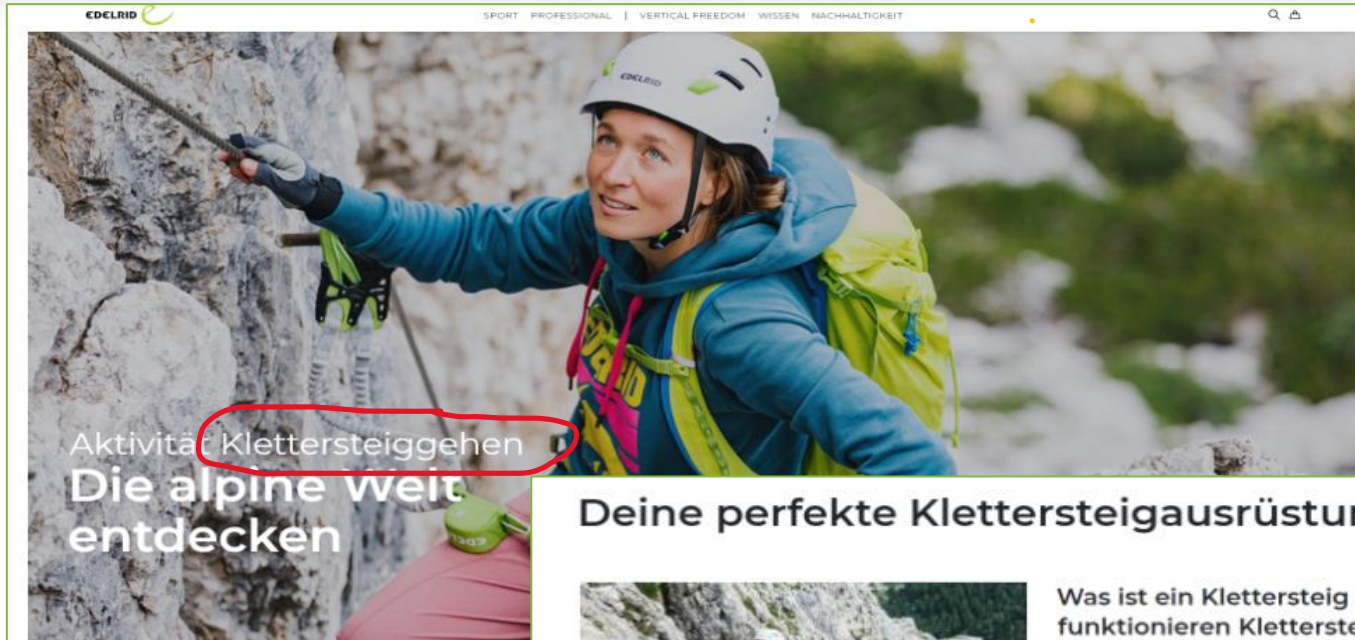 EDELRID
SPORT PROFESSIONAL | VERTICAL FREEDOM WISSEN NACHHALTIGKEIT
EDELRID
Aktivität Klettersteiggehen
Die alpine Welt
entdecken
Deine perfekte Klettersteigausrüstu
Was ist ein Klettersteig
funktionieren Kletterste